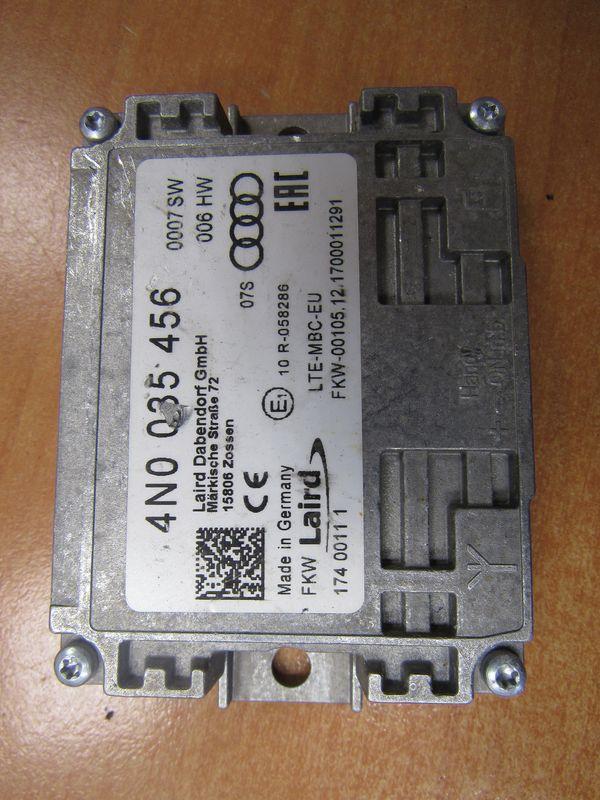 4N0 035 456
0007 SW
006 HW
Laird Dabendorf GmbH
Märkische Straße 72
15806 Zossen
07S
CE
E1
10 R-058286
EAC
Made in Germany
FKW
Laird
LTE-MBC-EU
FKW-00105.12.1700011291
174 00111 1